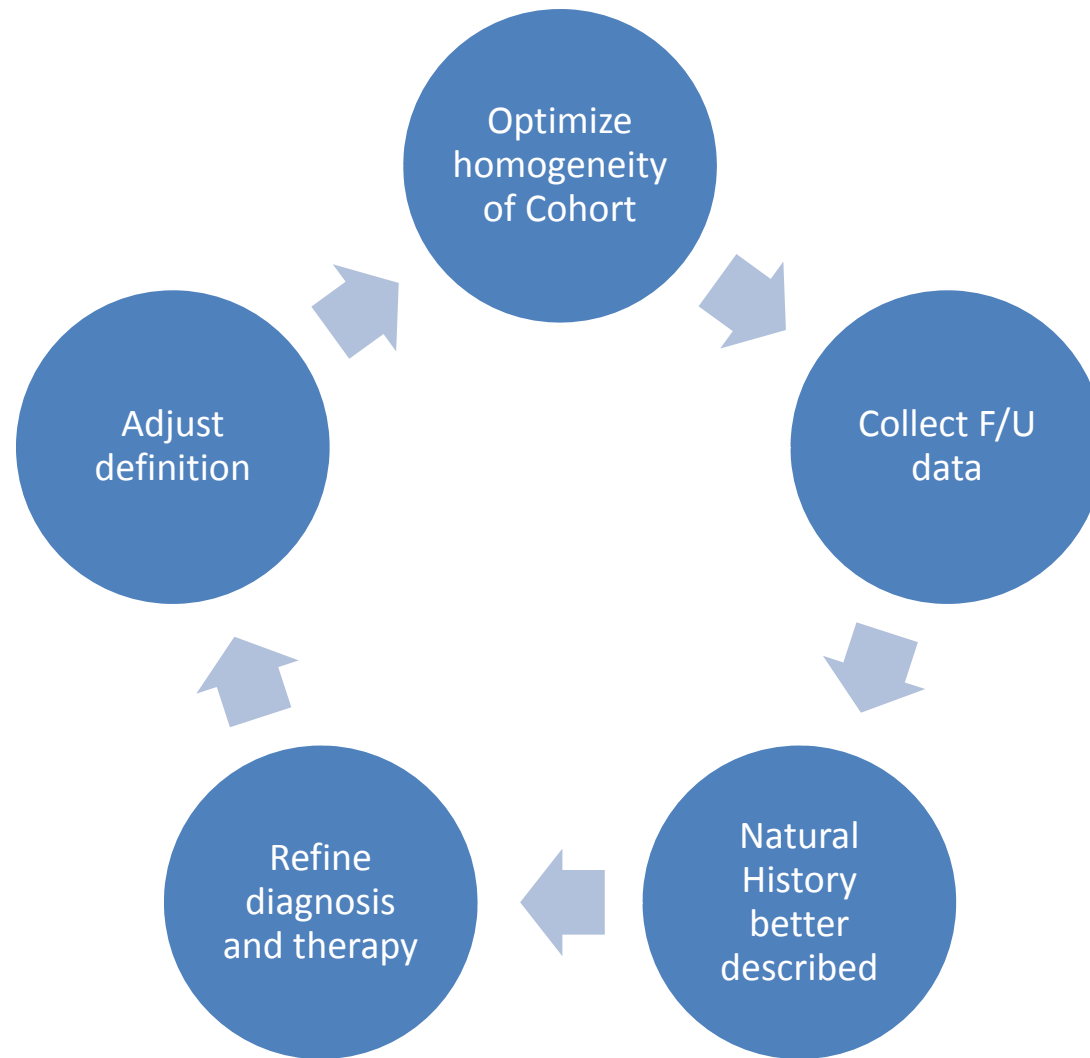 Optimize
homogeneity
of Cohort
Collect F/U
data
Natural
History
better
described
Refine
diagnosis
and therapy
Adjust
definition